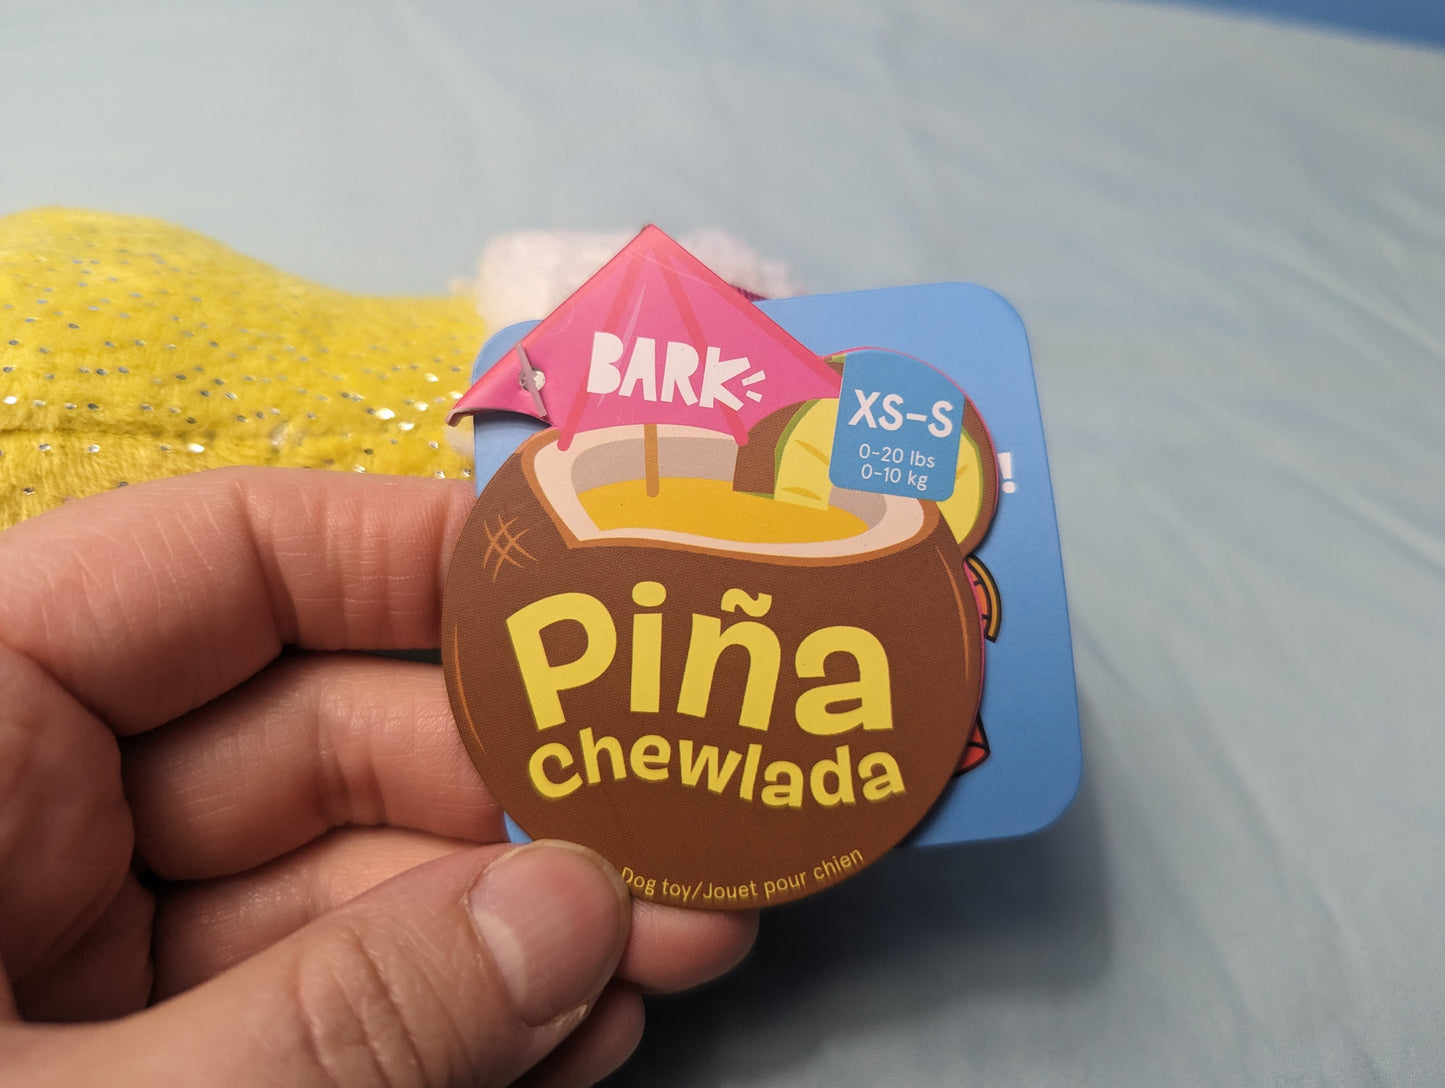 BARK
XS-S
0-20 lbs
0-10 kg
!
Piña
chewlada
Dog toy/Jouet pour chien